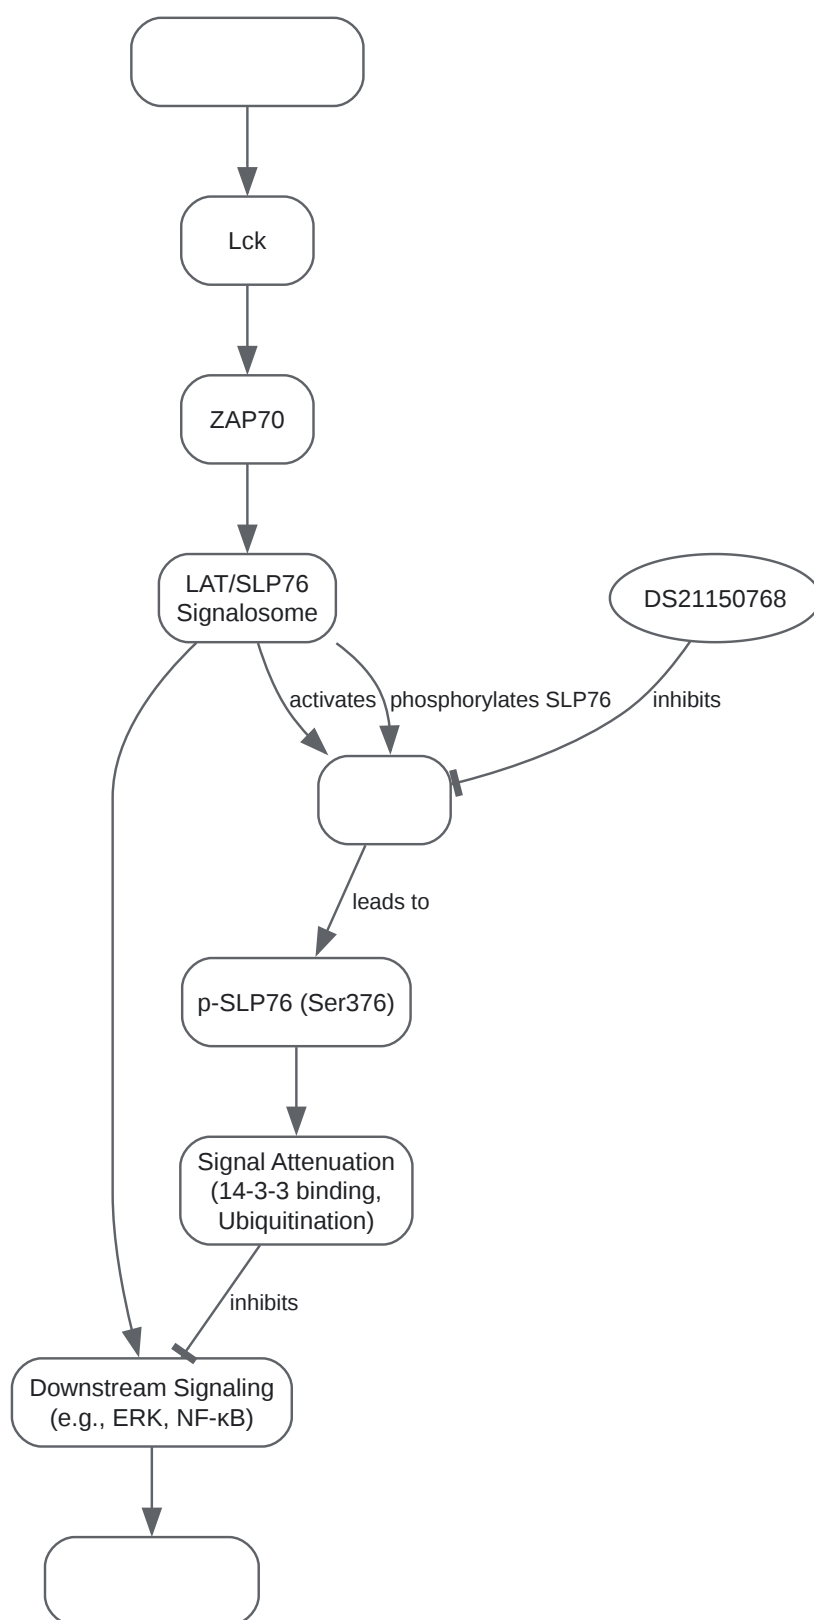 Lck
ZAP70
LAT/SLP76
Signalosome
DS21150768
activates
phosphorylates SLP76
inhibits
leads to
p-SLP76 (Ser376)
Signal Attenuation
(14-3-3 binding,
Ubiquitination)
inhibits
Downstream Signaling
(e.g., ERK, NF-κB)